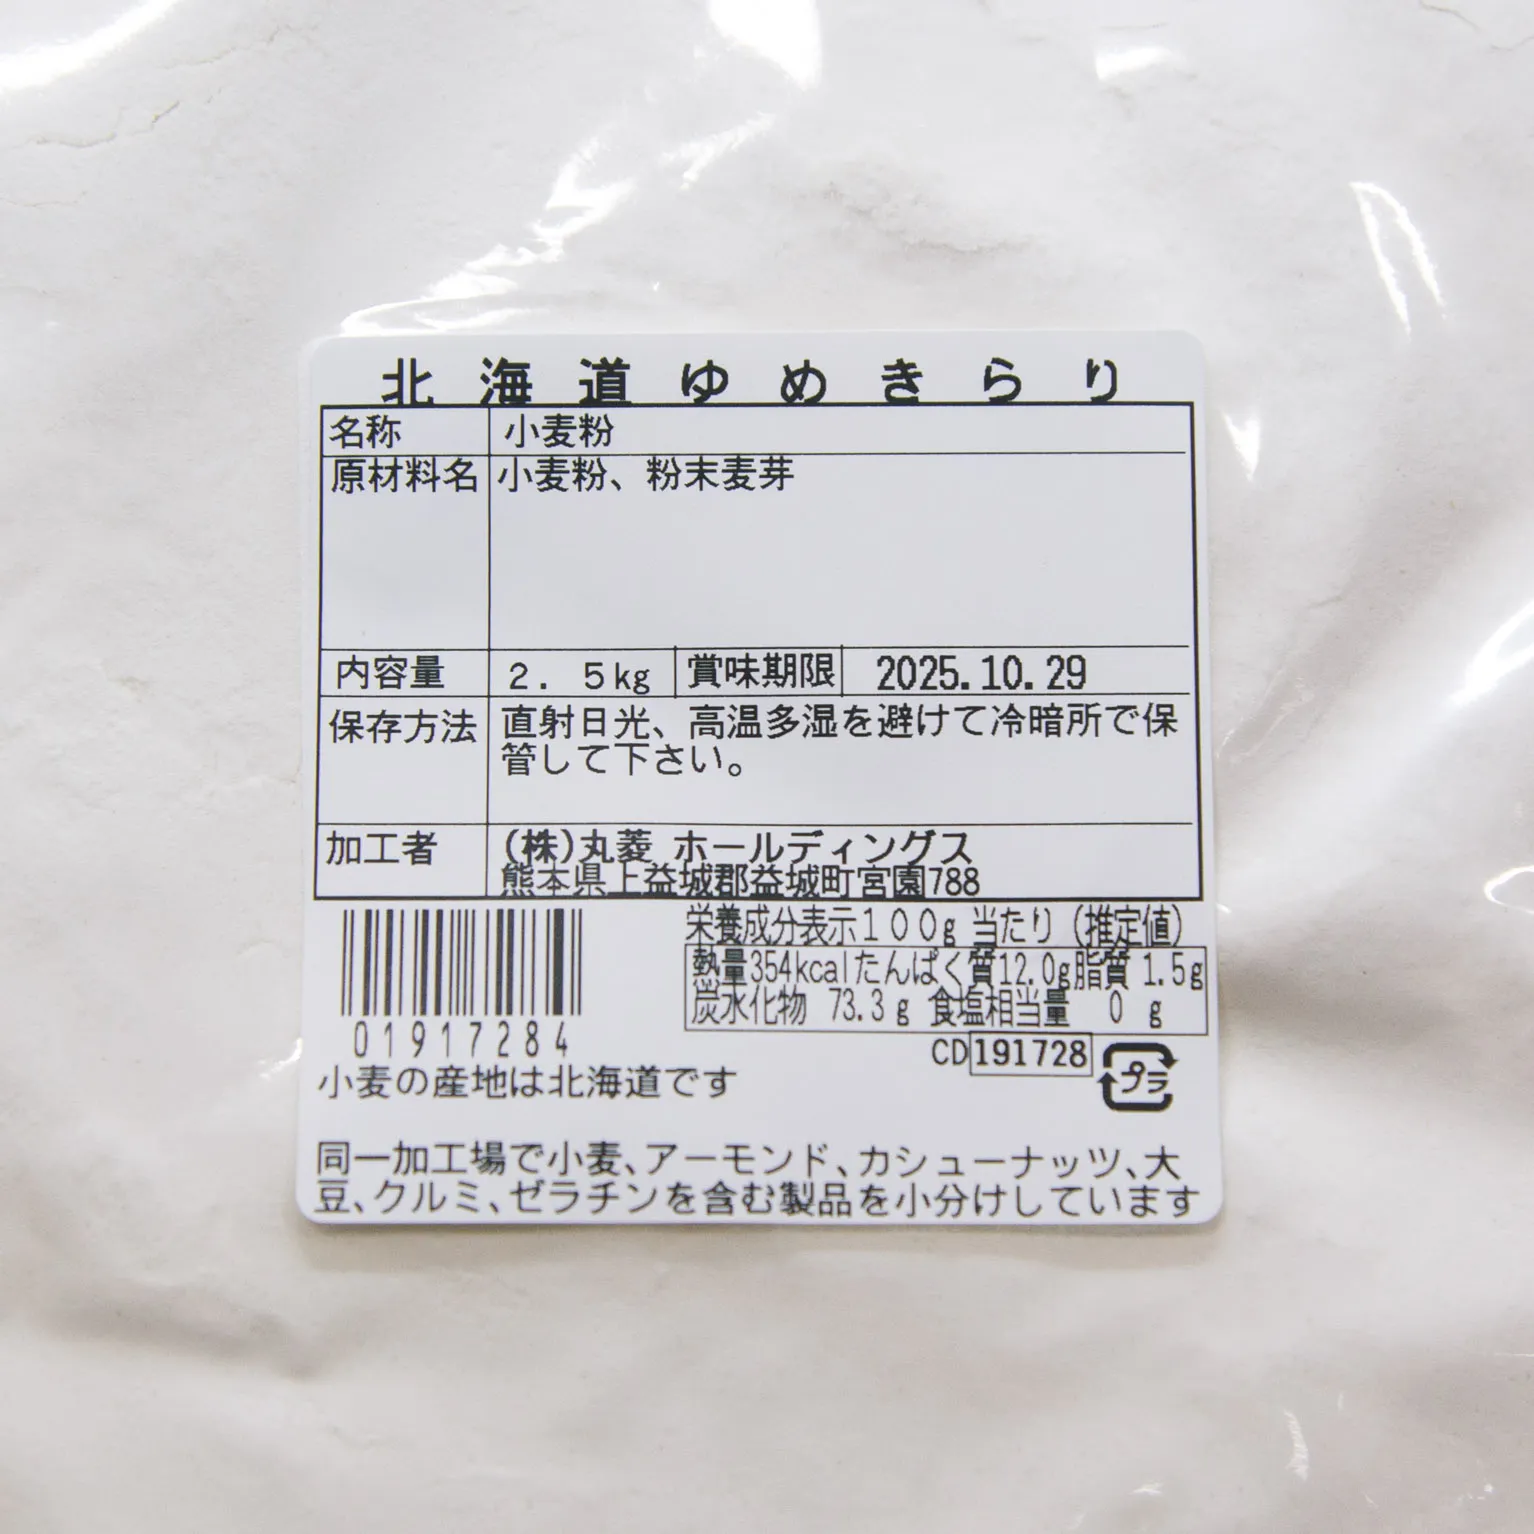 北海道ゆめきらり
名称 小麦粉
原材料名 小麦粉、粉末麦芽
内容量 2.5kg 賞味期限 2025.10.29
保存方法 直射日光、高温多湿を避けて冷暗所で保
管して下さい。
加工者 (株)丸菱 ホールディングス
熊本県上益城郡益城町宮園788
栄養成分表示100g当たり(推定値)
熱量354kcalたんぱく質12.0g脂質1.5g
炭水化物 73.3g 食塩相当量 0g
01917284
CD191728
プラ
小麦の産地は北海道です
同一加工場で小麦、アーモンド、カシューナッツ、大
豆、クルミ、ゼラチンを含む製品を小分けしています